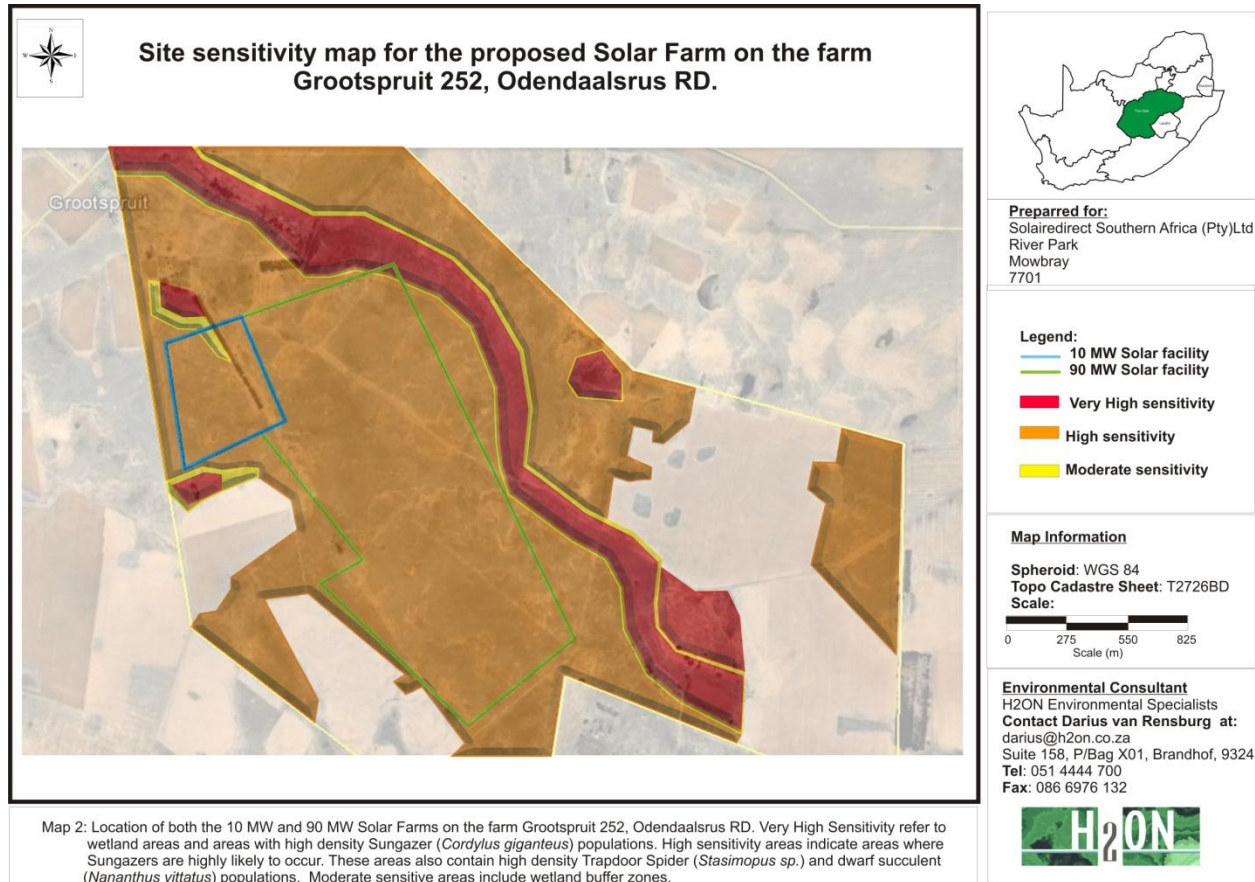 Site sensitivity map for the proposed Solar Farm on the farm
Grootspruit 252, Odendaalsrus RD.
N
W
E
S
Grootspruit
Free State
Preparred for:
Solairedirect Southern Africa (Pty)Ltd
River Park
Mowbray
7701
Legend:
10 MW Solar facility
90 MW Solar facility
Very High sensitivity
High sensitivity
Moderate sensitivity
Map Information
Spheroid: WGS 84
Topo Cadastre Sheet: T2726BD
Scale:
0 275 550 825
Scale (m)
Environmental Consultant
H2ON Environmental Specialists
Contact Darius van Rensburg at:
darius@h2on.co.za
Suite 158, P/Bag X01, Brandhof, 9324
Tel: 051 4444 700
Fax: 086 6976 132
H2ON
Map 2: Location of both the 10 MW and 90 MW Solar Farms on the farm Grootspruit 252, Odendaalsrus RD. Very High Sensitivity refer to
wetland areas and areas with high density Sungazer (Cordylus giganteus) populations. High sensitivity areas indicate areas where
Sungazers are highly likely to occur. These areas also contain high density Trapdoor Spider (Stasimopus sp.) and dwarf succulent
(Nananthus vittatus) populations. Moderate sensitive areas include wetland buffer zones.